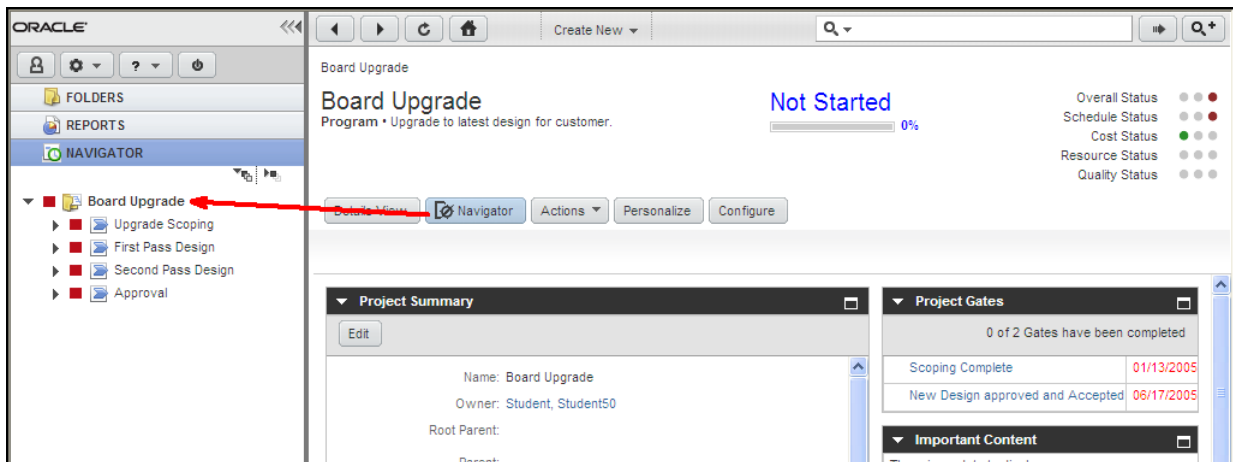 ORACLE
Create New
?
FOLDERS
REPORTS
NAVIGATOR
Board Upgrade
Upgrade Scoping
First Pass Design
Second Pass Design
Approval
Board Upgrade
Board Upgrade
Program • Upgrade to latest design for customer.
Not Started
0%
Overall Status
Schedule Status
Cost Status
Resource Status
Quality Status
Details View
Navigator
Actions
Personalize
Configure
Project Summary
Edit
Name: Board Upgrade
Owner: Student, Student50
Root Parent:
Parent:
Project Gates
0 of 2 Gates have been completed
Scoping Complete 01/13/2005
New Design approved and Accepted 06/17/2005
Important Content